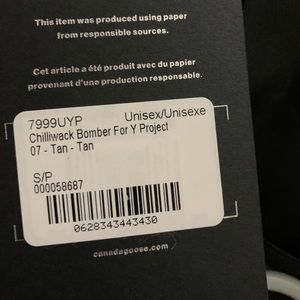 This item was produced using paper
from responsible sources.
Cet article a été produit avec du papier
provenant d'une production responsable.
7999UYP Unisex/Unisexe
Chilliwack Bomber For Y Project
07 - Tan - Tan
S/P
000058687
0628343443430
canadagoose.com